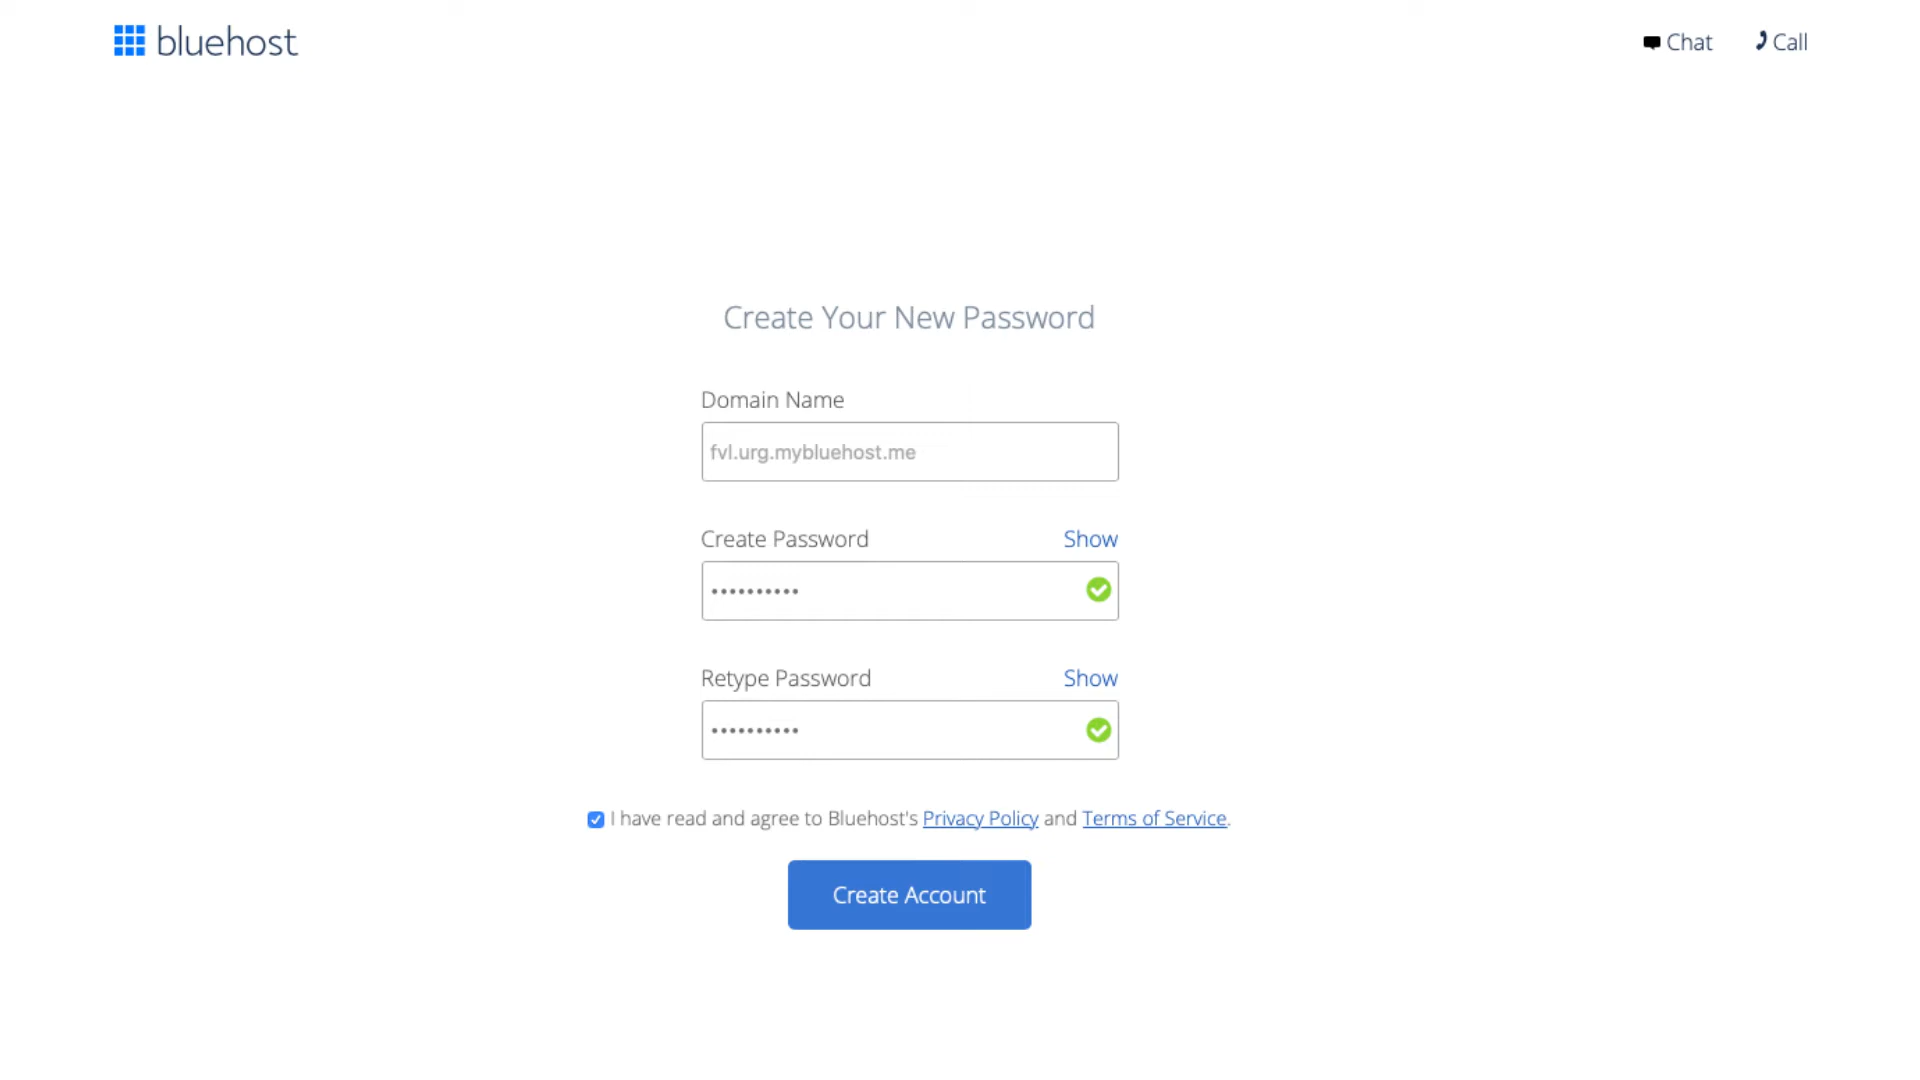 bluehost
Chat
Call
Create Your New Password
Domain Name
fvl.urg.mybluehost.me
Create Password
Show
••••••••••
Retype Password
Show
••••••••••
I have read and agree to Bluehost's Privacy Policy and Terms of Service.
Create Account